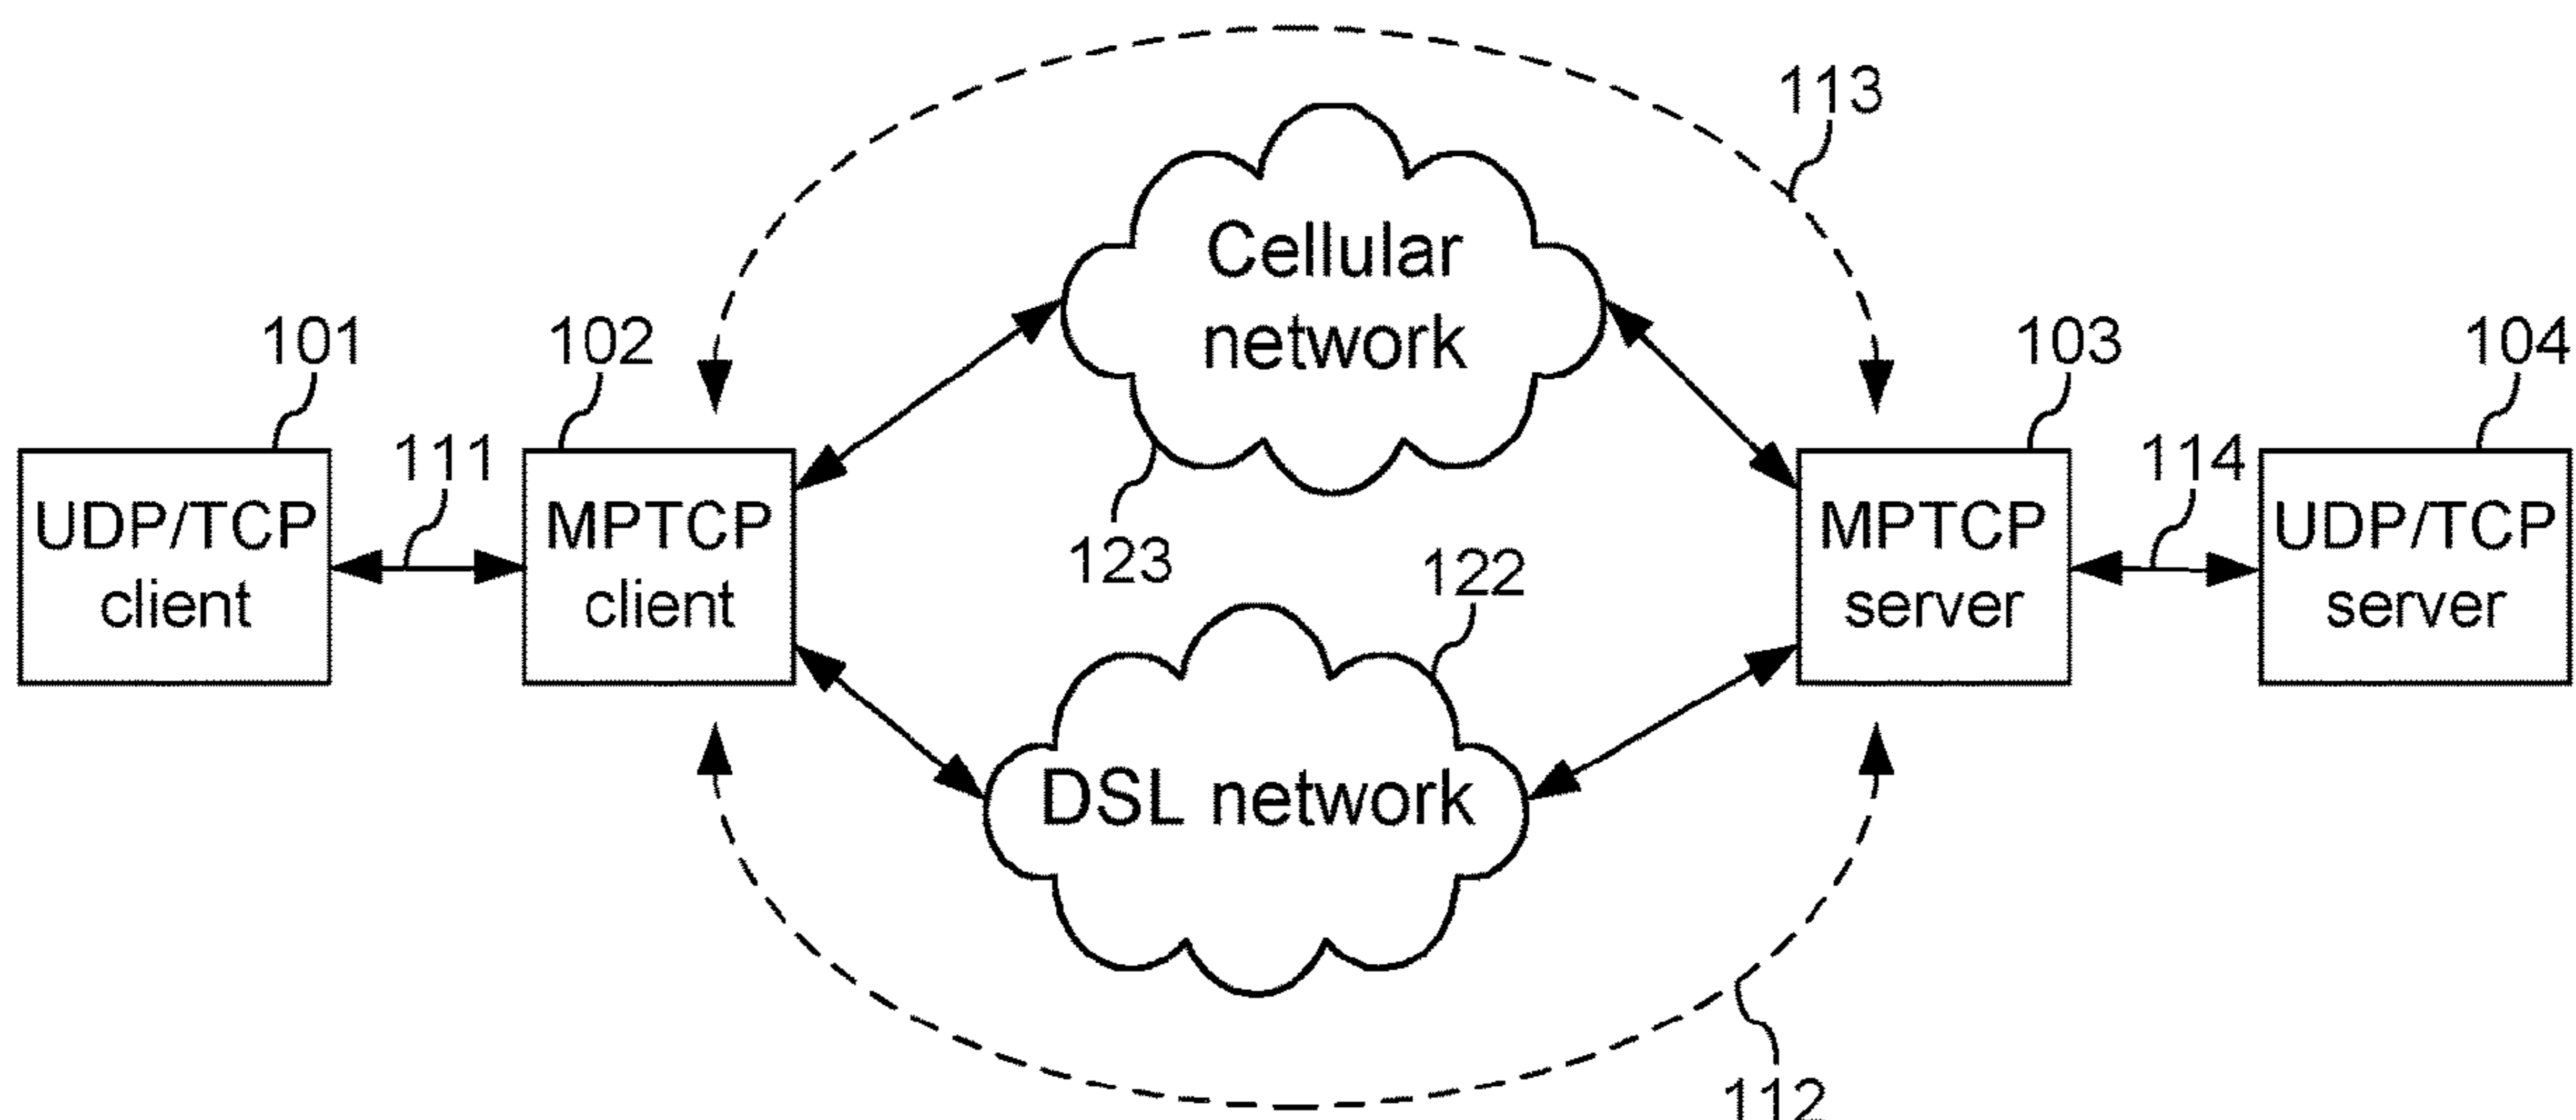 113
Cellular
network
101
102
103
104
111
114
UDP/TCP
client
MPTCP
client
MPTCP
server
UDP/TCP
server
123
122
DSL network
112